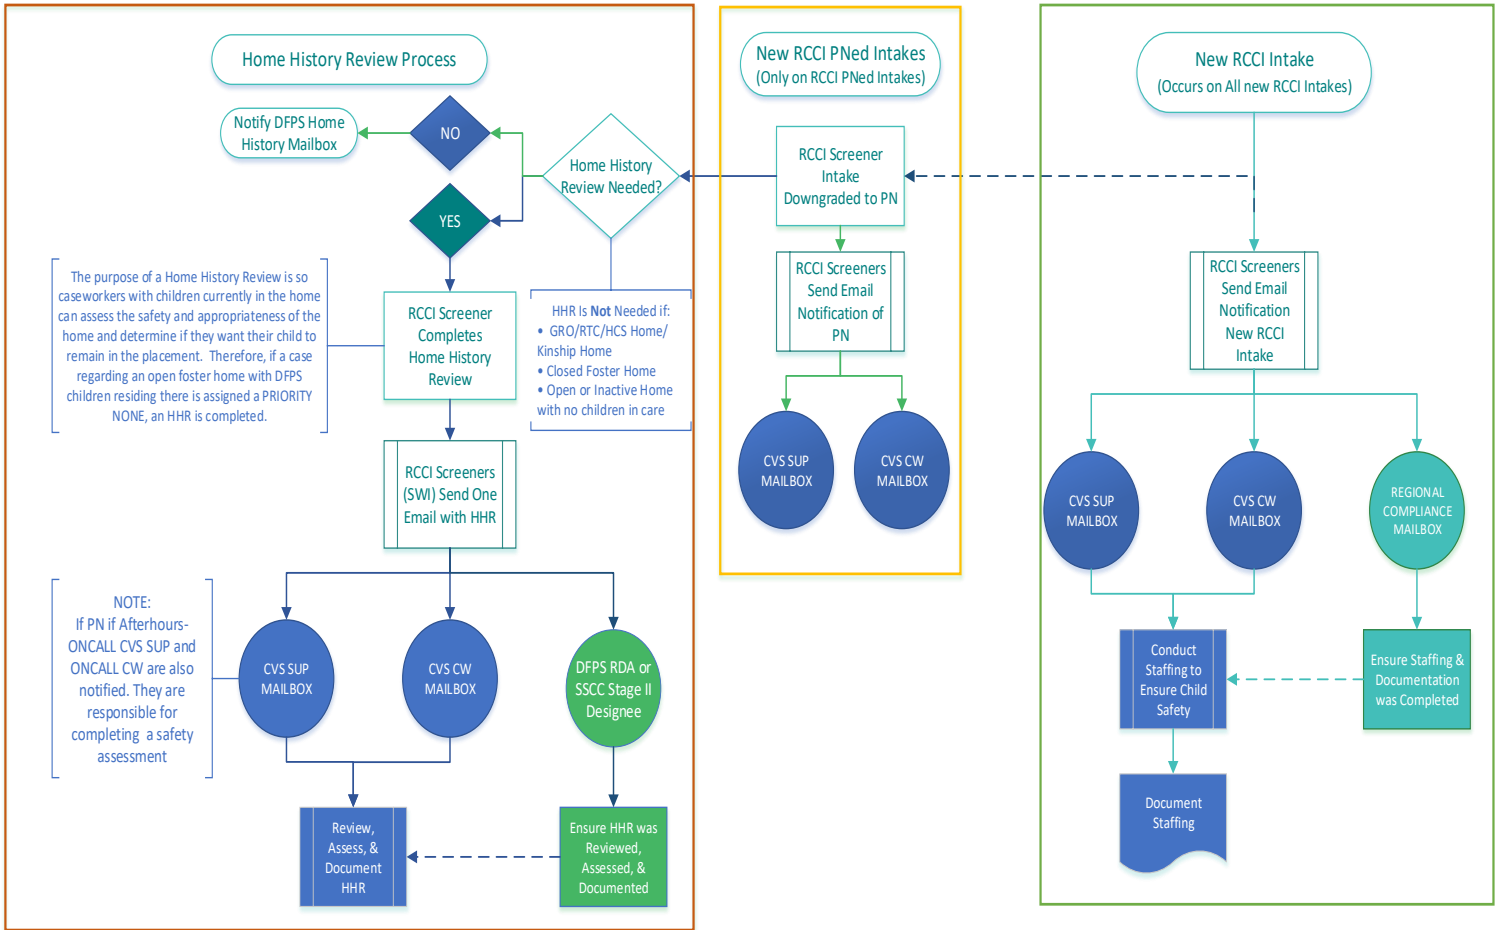 Home History Review Process
Notify DFPS Home
History Mailbox
NO
YES
Home History
Review Needed?
The purpose of a Home History Review is so
caseworkers with children currently in the home
can assess the safety and appropriateness of the
home and determine if they want their child to
remain in the placement.  Therefore, if a case
regarding an open foster home with DFPS
children residing there is assigned a PRIORITY
NONE, an HHR is completed.
RCCI Screener
Completes
Home History
Review
HHR Is Not Needed if:
• GRO/RTC/HCS Home/
Kinship Home
• Closed Foster Home
• Open or Inactive Home
with no children in care
RCCI Screeners
(SWI) Send One
Email with HHR
NOTE:
If PN if Afterhours-
ONCALL CVS SUP and
ONCALL CW are also
notified. They are
responsible for
completing  a safety
assessment
CVS SUP
MAILBOX
CVS CW
MAILBOX
DFPS RDA or
SSCC Stage II
Designee
Review,
Assess, &
Document
HHR
Ensure HHR was
Reviewed,
Assessed, &
Documented
New RCCI PNed Intakes
(Only on RCCI PNed Intakes)
RCCI Screener
Intake
Downgraded to PN
RCCI Screeners
Send Email
Notification of
PN
CVS SUP
MAILBOX
CVS CW
MAILBOX
New RCCI Intake
(Occurs on All new RCCI Intakes)
RCCI Screeners
Send Email
Notification
New RCCI
Intake
CVS SUP
MAILBOX
CVS CW
MAILBOX
REGIONAL
COMPLIANCE
MAILBOX
Conduct
Staffing to
Ensure Child
Safety
Ensure Staffing &
Documentation
was Completed
Document
Staffing